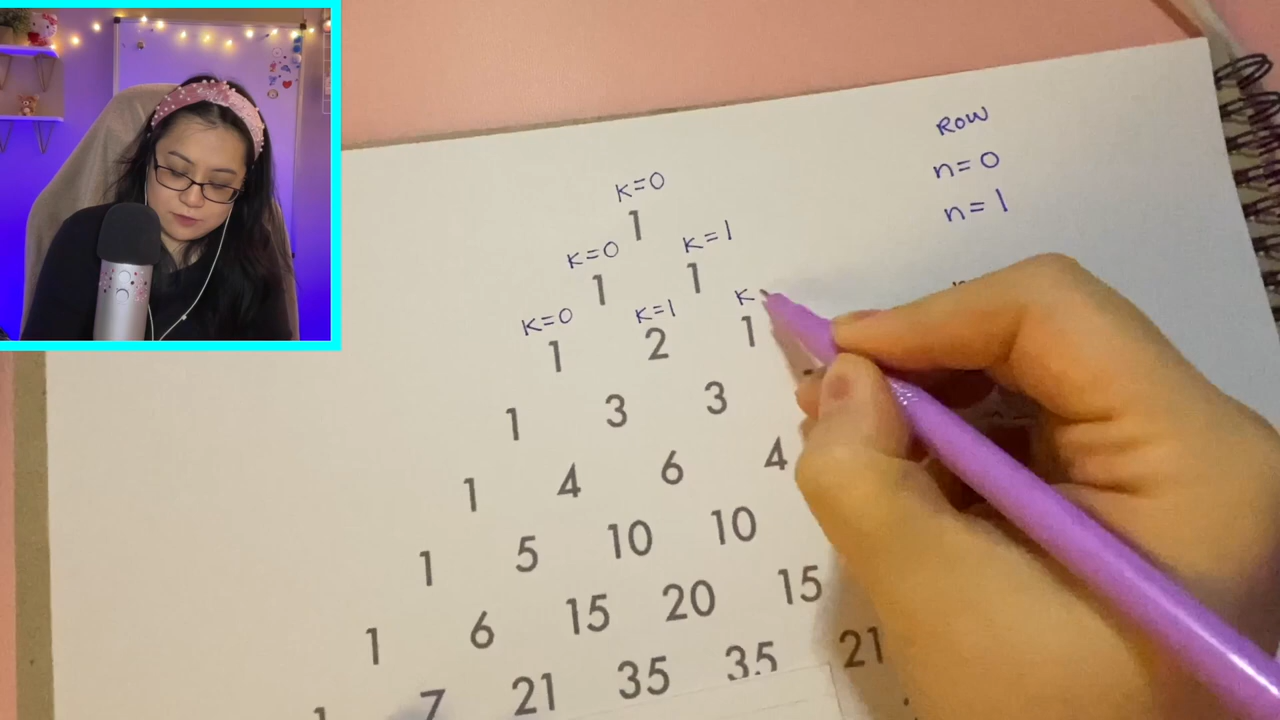 Row
K=0
n=0
1
n=1
K=0 K=1
1 1
K=0 K=1 K
1 2 1
1 3 3
1 4 6 4
1 5 10 10
1 6 15 20 15
1 7 21 35 35 21